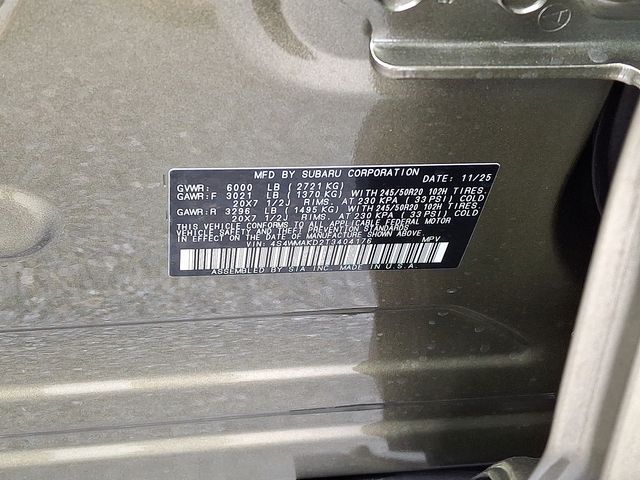 MFD BY SUBARU CORPORATION DATE: 11/25
GVWR: 6000 LB (2721 KG)
GAWR:F 3021 LB (1370 KG) WITH 245/50R20 102H TIRES,
20X7 1/2J RIMS, AT 230 KPA (33 PSI) COLD
GAWR:R 3296 LB (1495 KG) WITH 245/50R20 102H TIRES,
20X7 1/2J RIMS, AT 230 KPA (33 PSI) COLD
THIS VEHICLE CONFORMS TO ALL APPLICABLE FEDERAL MOTOR
VEHICLE SAFETY, AND THEFT PREVENTION STANDARDS
IN EFFECT ON THE DATE OF MANUFACTURE SHOWN ABOVE.
VIN: 4S4WMAKD2T3404176 MPV
ASSEMBLED BY SIA INC. MADE IN U.S.A.